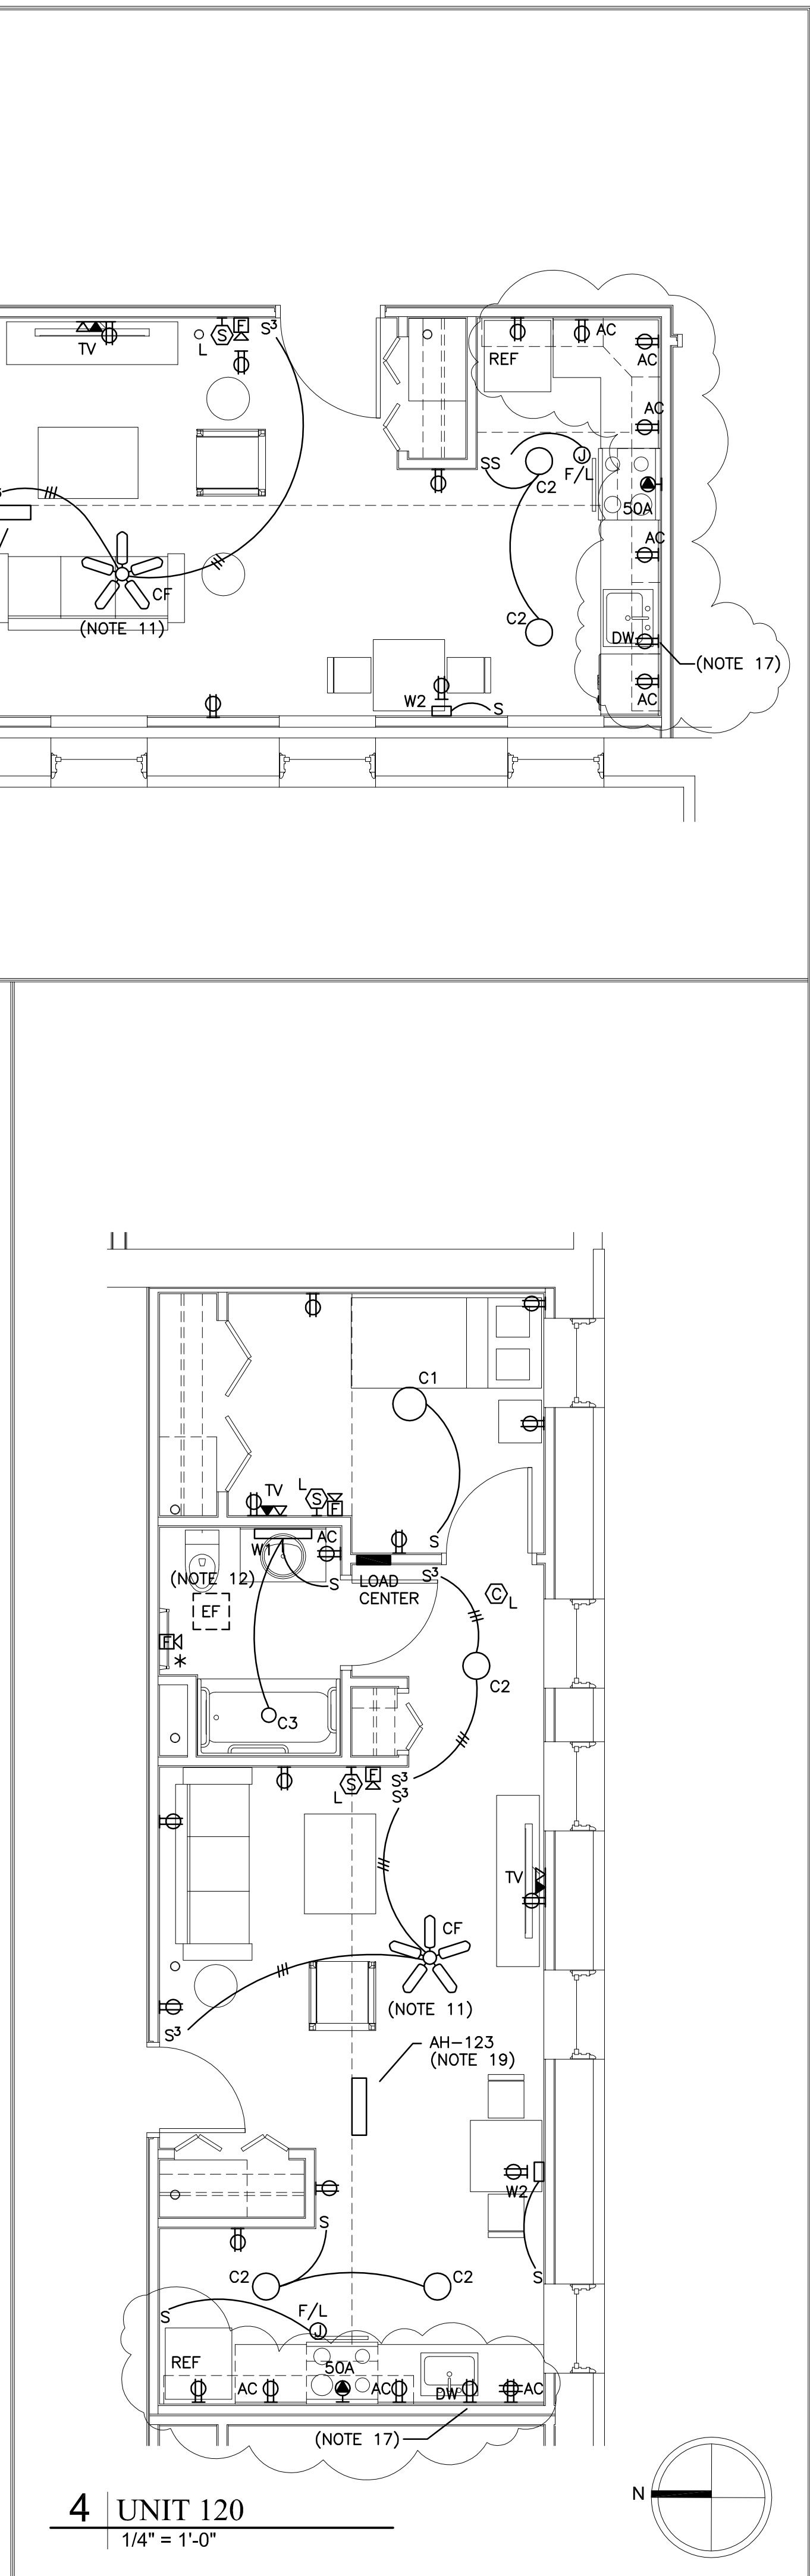 TV
L
S
F
S³
REF
AC
AC
AC
SS
C2
J
F/L
50A
AC
CF
(NOTE 11)
C2
DW
(NOTE 17)
AC
W2
S
C1
TV
L
S
F
S
W1
AC
(NOTE 12)
S
LOAD
CENTER
S³
C
L
EF
F
*
C2
C3
S
F
L
S³
S³
TV
CF
(NOTE 11)
S³
AH-123
(NOTE 19)
W2
S
S
C2
C2
F/L
S
J
REF
50A
AC
AC
DW
AC
(NOTE 17)
N
4 UNIT 120
1/4" = 1'-0"